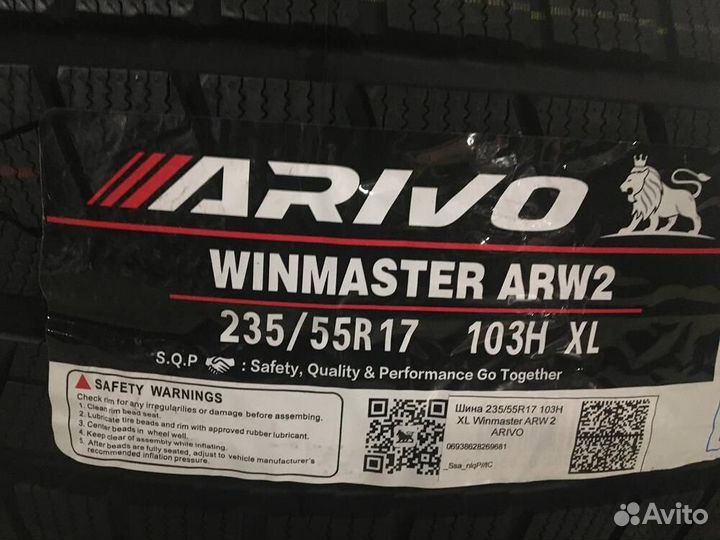 ARIVO
WINMASTER ARW2
235/55R17 103H XL
S.Q.P : Safety, Quality & Performance Go Together
SAFETY WARNINGS
Check rim for any irregularities or damage before assembling.
1. Clean rim bead seat.
2. Lubricate tire beads and rim with approved rubber lubricant.
3. Center beads in wheel well.
4. Keep clear of assembly while inflating.
5. After beads are fully seated, adjust to vehicle manufacturer's
recommended inflation pressure.
Шина 235/55R17 103H
XL Winmaster ARW 2
ARIVO
06938628269681
Avito